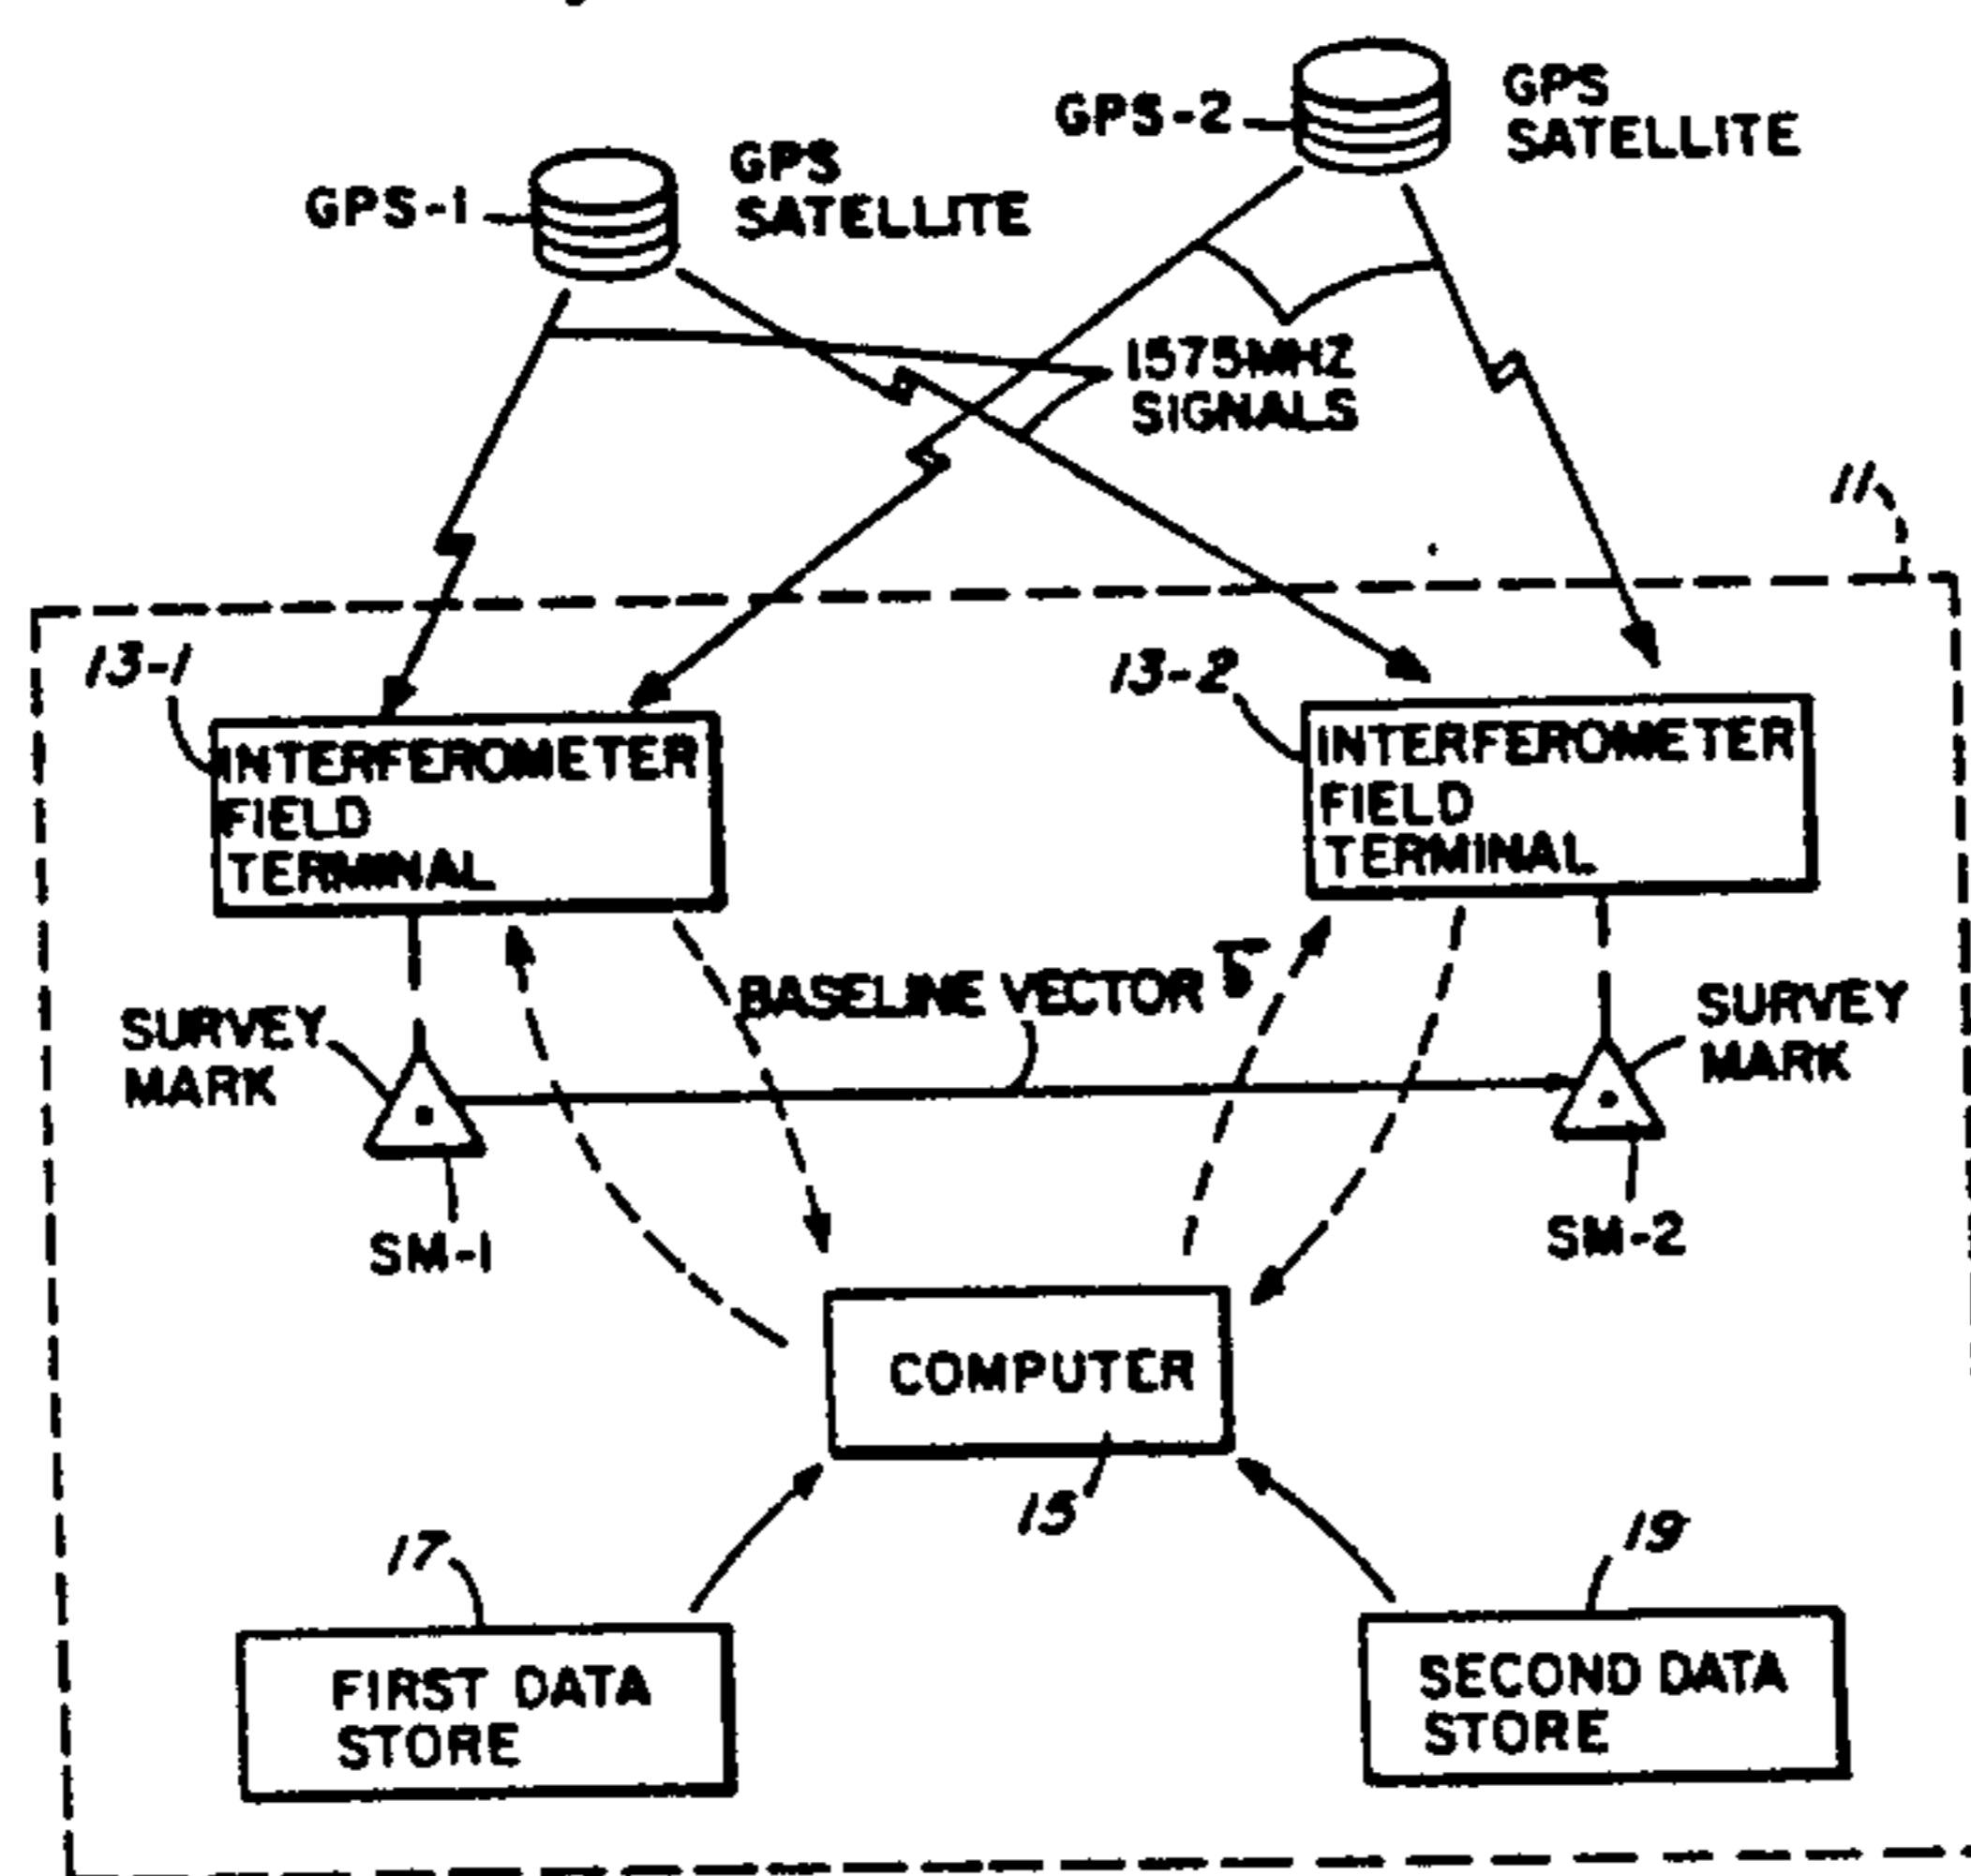 GPS-2
GPS
SATELLITE
GPS-1
GPS
SATELLITE
1575MHZ
SIGNALS
11
13-1
13-2
INTERFEROMETER
FIELD
TERMINAL
INTERFEROMETER
FIELD
TERMINAL
BASELINE VECTOR b̄
SURVEY
MARK
SURVEY
MARK
SM-1
SM-2
COMPUTER
15
17
19
FIRST DATA
STORE
SECOND DATA
STORE